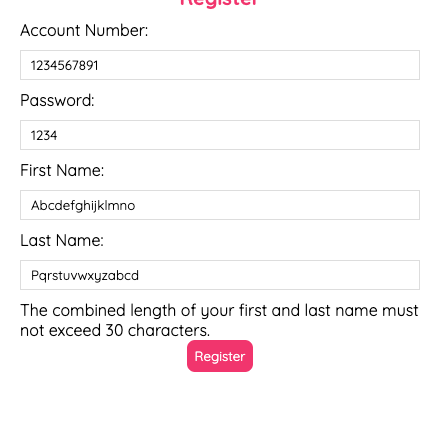 Register
Account Number:
1234567891
Password:
1234
First Name:
Abcdefghijklmno
Last Name:
Pqrstuvwxyzabcd
The combined length of your first and last name must
not exceed 30 characters.
Register